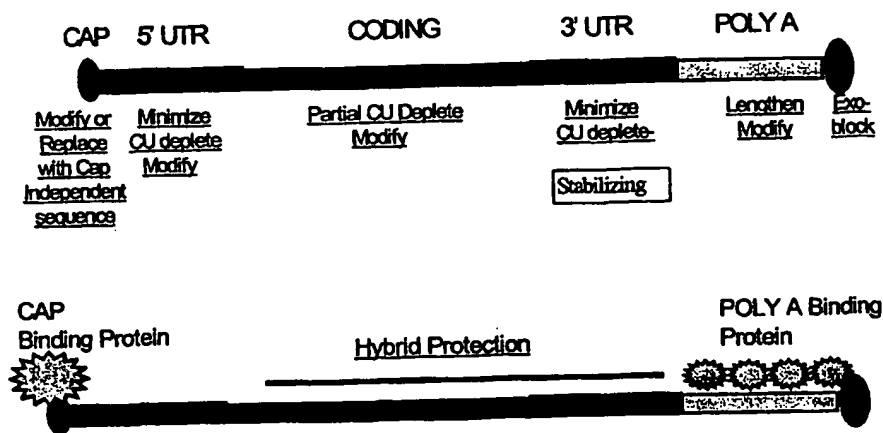 CAP 5' UTR CODING 3' UTR POLY A
Modify or
Replace
with Cap
Independent
sequence
Minimize
CU deplete
Modify
Partial CU Deplete
Modify
Minimize
CU deplete-
Stabilizing
Lengthen
Modify
Exo-
block
CAP
Binding Protein
Hybrid Protection
POLY A Binding
Protein